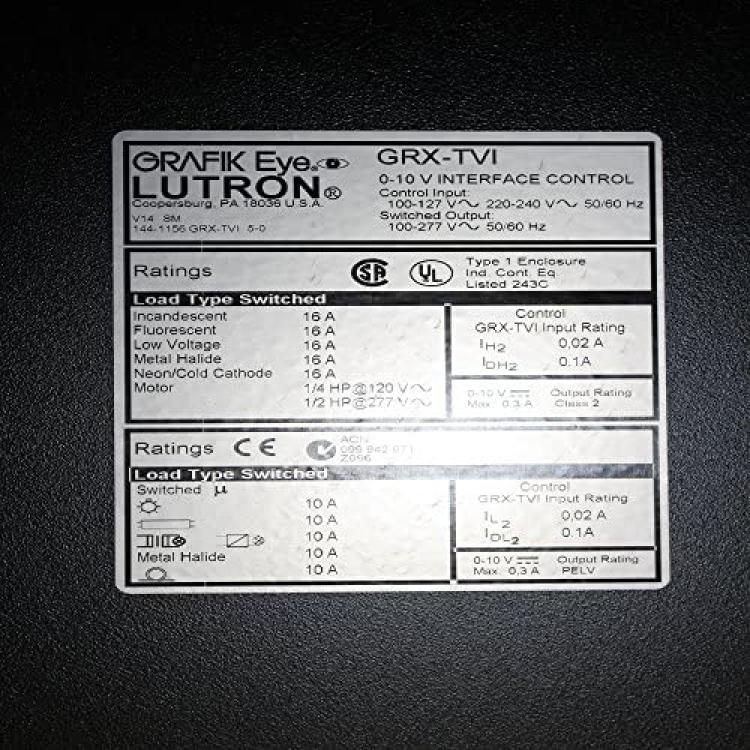 GRAFIK Eye®
LUTRON®
Coopersburg, PA 18036 U.S.A.
V14 SM
144-1156 GRX-TVI 5-0
GRX-TVI
0-10 V INTERFACE CONTROL
Control Input:
100-127 V 220-240 V 50/60 Hz
Switched Output:
100-277 V 50/60 Hz
Ratings
CSA
UL
Type 1 Enclosure
Ind. Cont. Eq.
Listed 243C
Load Type Switched
Incandescent 16 A
Fluorescent 16 A
Low Voltage 16 A
Metal Halide 16 A
Neon/Cold Cathode 16 A
Motor 1/4 HP@120 V
1/2 HP@277 V
Control
GRX-TVI Input Rating
IH2 0,02 A
IDH2 0.1A
0-10 V Output Rating
Max. 0.3 A Class 2
Ratings CE
ACN
Z096
Load Type Switched
Switched µ
10 A
10 A
10 A
10 A
Metal Halide
10 A
Control
GRX-TVI Input Rating
IL2 0,02 A
IDL2 0.1A
0-10 V Output Rating
Max. 0,3 A PELV